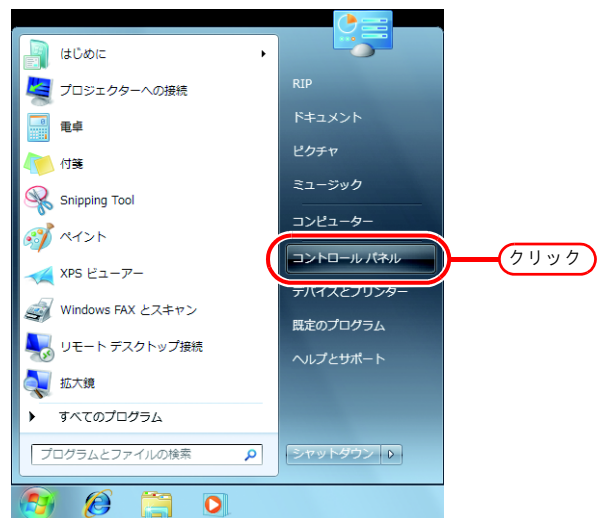 はじめに
プロジェクターへの接続
電卓
付箋
Snipping Tool
ペイント
XPS ビューアー
Windows FAX とスキャン
リモート デスクトップ接続
拡大鏡
すべてのプログラム
プログラムとファイルの検索
RIP
ドキュメント
ピクチャ
ミュージック
コンピューター
コントロール パネル
デバイスとプリンター
既定のプログラム
ヘルプとサポート
シャットダウン
クリック